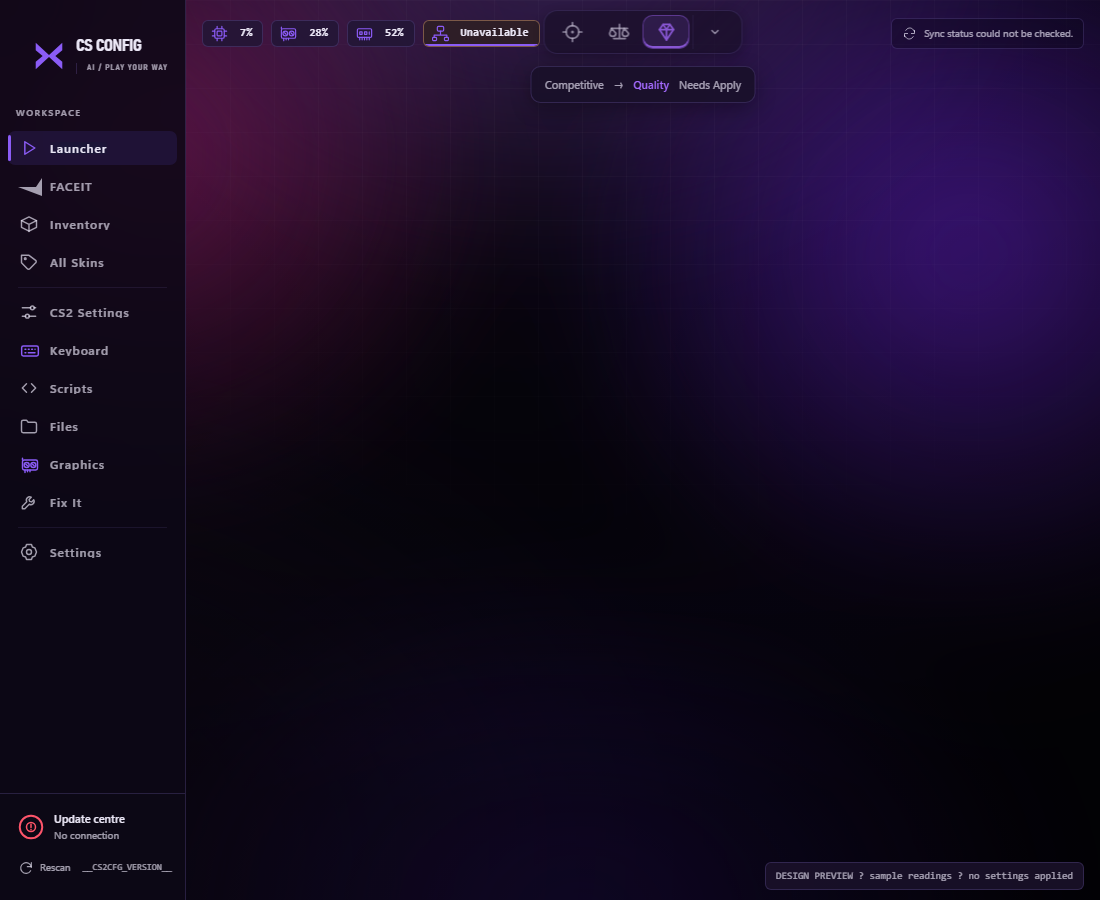 CS CONFIG
AI / PLAY YOUR WAY
WORKSPACE
Launcher
FACEIT
Inventory
All Skins
CS2 Settings
Keyboard
Scripts
Files
Graphics
Fix It
Settings
Update centre
No connection
Rescan __CS2CFG_VERSION__
7% 28% 52% Unavailable
Sync status could not be checked.
Competitive → Quality Needs Apply
DESIGN PREVIEW ? sample readings ? no settings applied